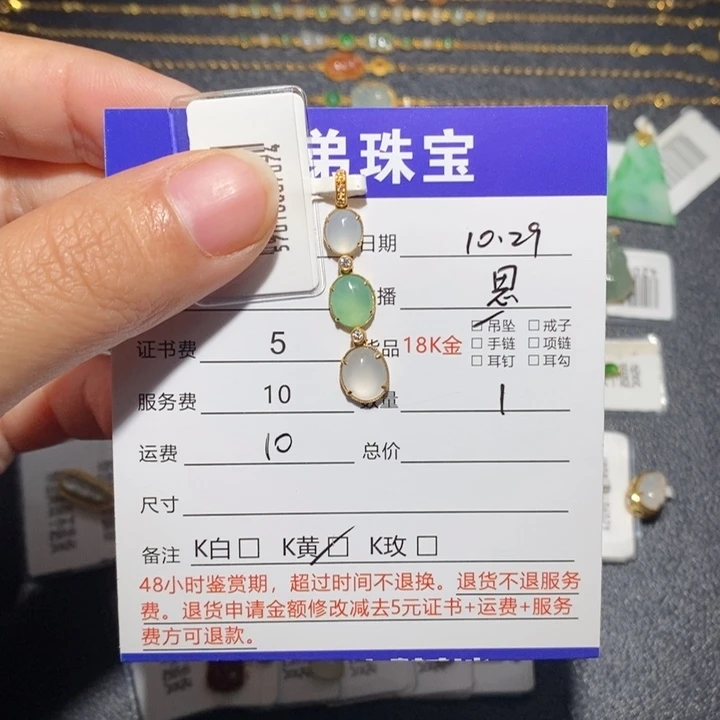 弟珠宝
日期 10.29
播 恩
证书费 5 货品 18K金 吊坠 戒子
手链 项链
耳钉 耳勾
服务费 10 数量 1
运费 10 总价
尺寸
备注 K白 K黄 K玫
48小时鉴赏期，超过时间不退换。退货不退服务
费。退货申请金额修改减去5元证书+运费+服务
费方可退款。